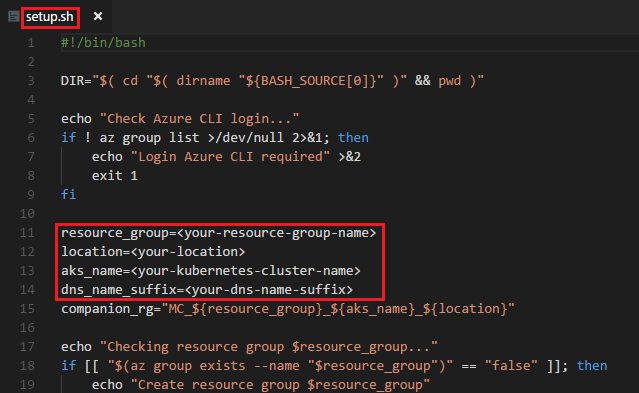 setup.sh ×
1 #!/bin/bash
2
3 DIR="$( cd "$( dirname "${BASH_SOURCE[0]}" )" && pwd )"
4
5 echo "Check Azure CLI login..."
6 if ! az group list >/dev/null 2>&1; then
7     echo "Login Azure CLI required" >&2
8     exit 1
9 fi
10
11 resource_group=<your-resource-group-name>
12 location=<your-location>
13 aks_name=<your-kubernetes-cluster-name>
14 dns_name_suffix=<your-dns-name-suffix>
15 companion_rg="MC_${resource_group}_${aks_name}_${location}"
16
17 echo "Checking resource group $resource_group..."
18 if [[ "$(az group exists --name "$resource_group")" == "false" ]]; then
19     echo "Create resource group $resource_group"